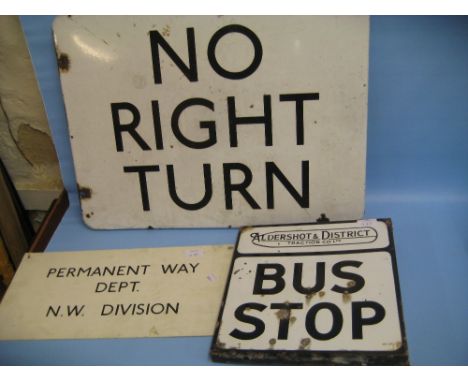 NO
RIGHT
TURN
PERMANENT WAY
DEPT.
N.W. DIVISION
ALDERSHOT & DISTRICT
TRACTION CO LTD
BUS
STOP